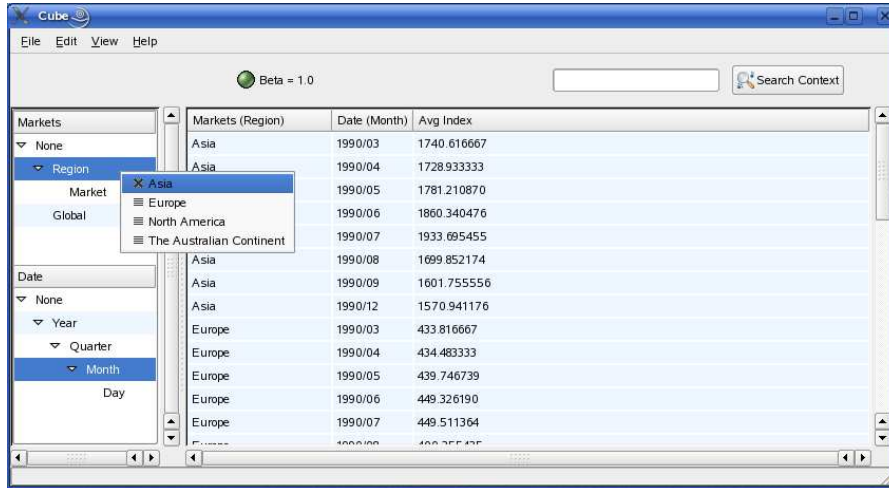 Cube
File Edit View Help
Beta = 1.0
Search Context
Markets
None
Region
Market
Global
Asia
Europe
North America
The Australian Continent
Date
None
Year
Quarter
Month
Day
Markets (Region) Date (Month) Avg Index
Asia 1990/03 1740.616667
Asia 1990/04 1728.933333
1990/05 1781.210870
1990/06 1860.340476
1990/07 1933.695455
Asia 1990/08 1699.852174
Asia 1990/09 1601.755556
Asia 1990/12 1570.941176
Europe 1990/03 433.816667
Europe 1990/04 434.483333
Europe 1990/05 439.746739
Europe 1990/06 449.326190
Europe 1990/07 449.511364